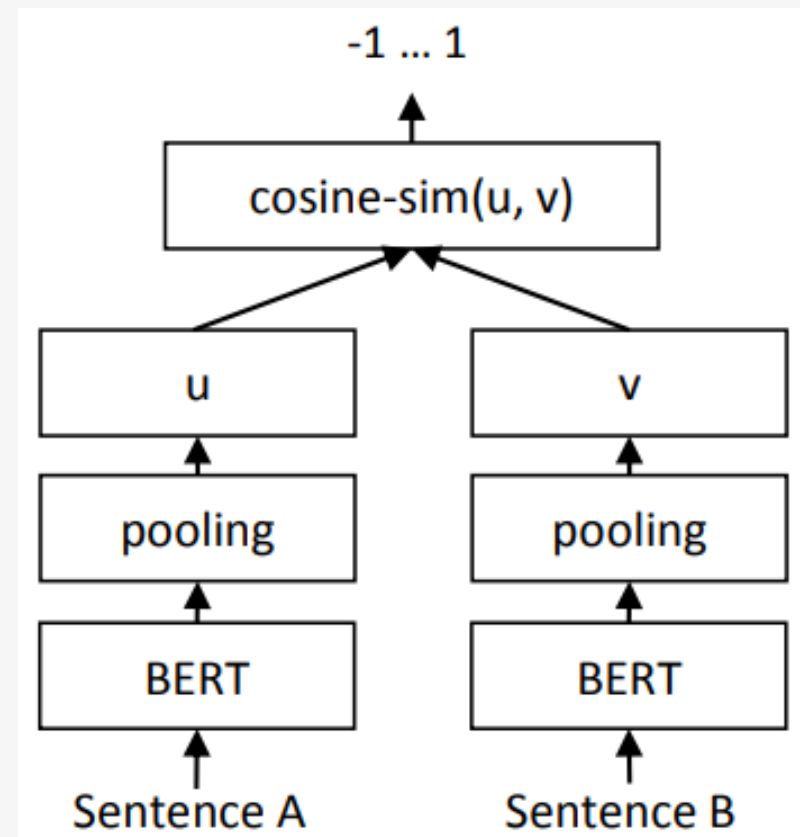 -1 ... 1
cosine-sim(u, v)
u
v
pooling
pooling
BERT
BERT
Sentence A
Sentence B